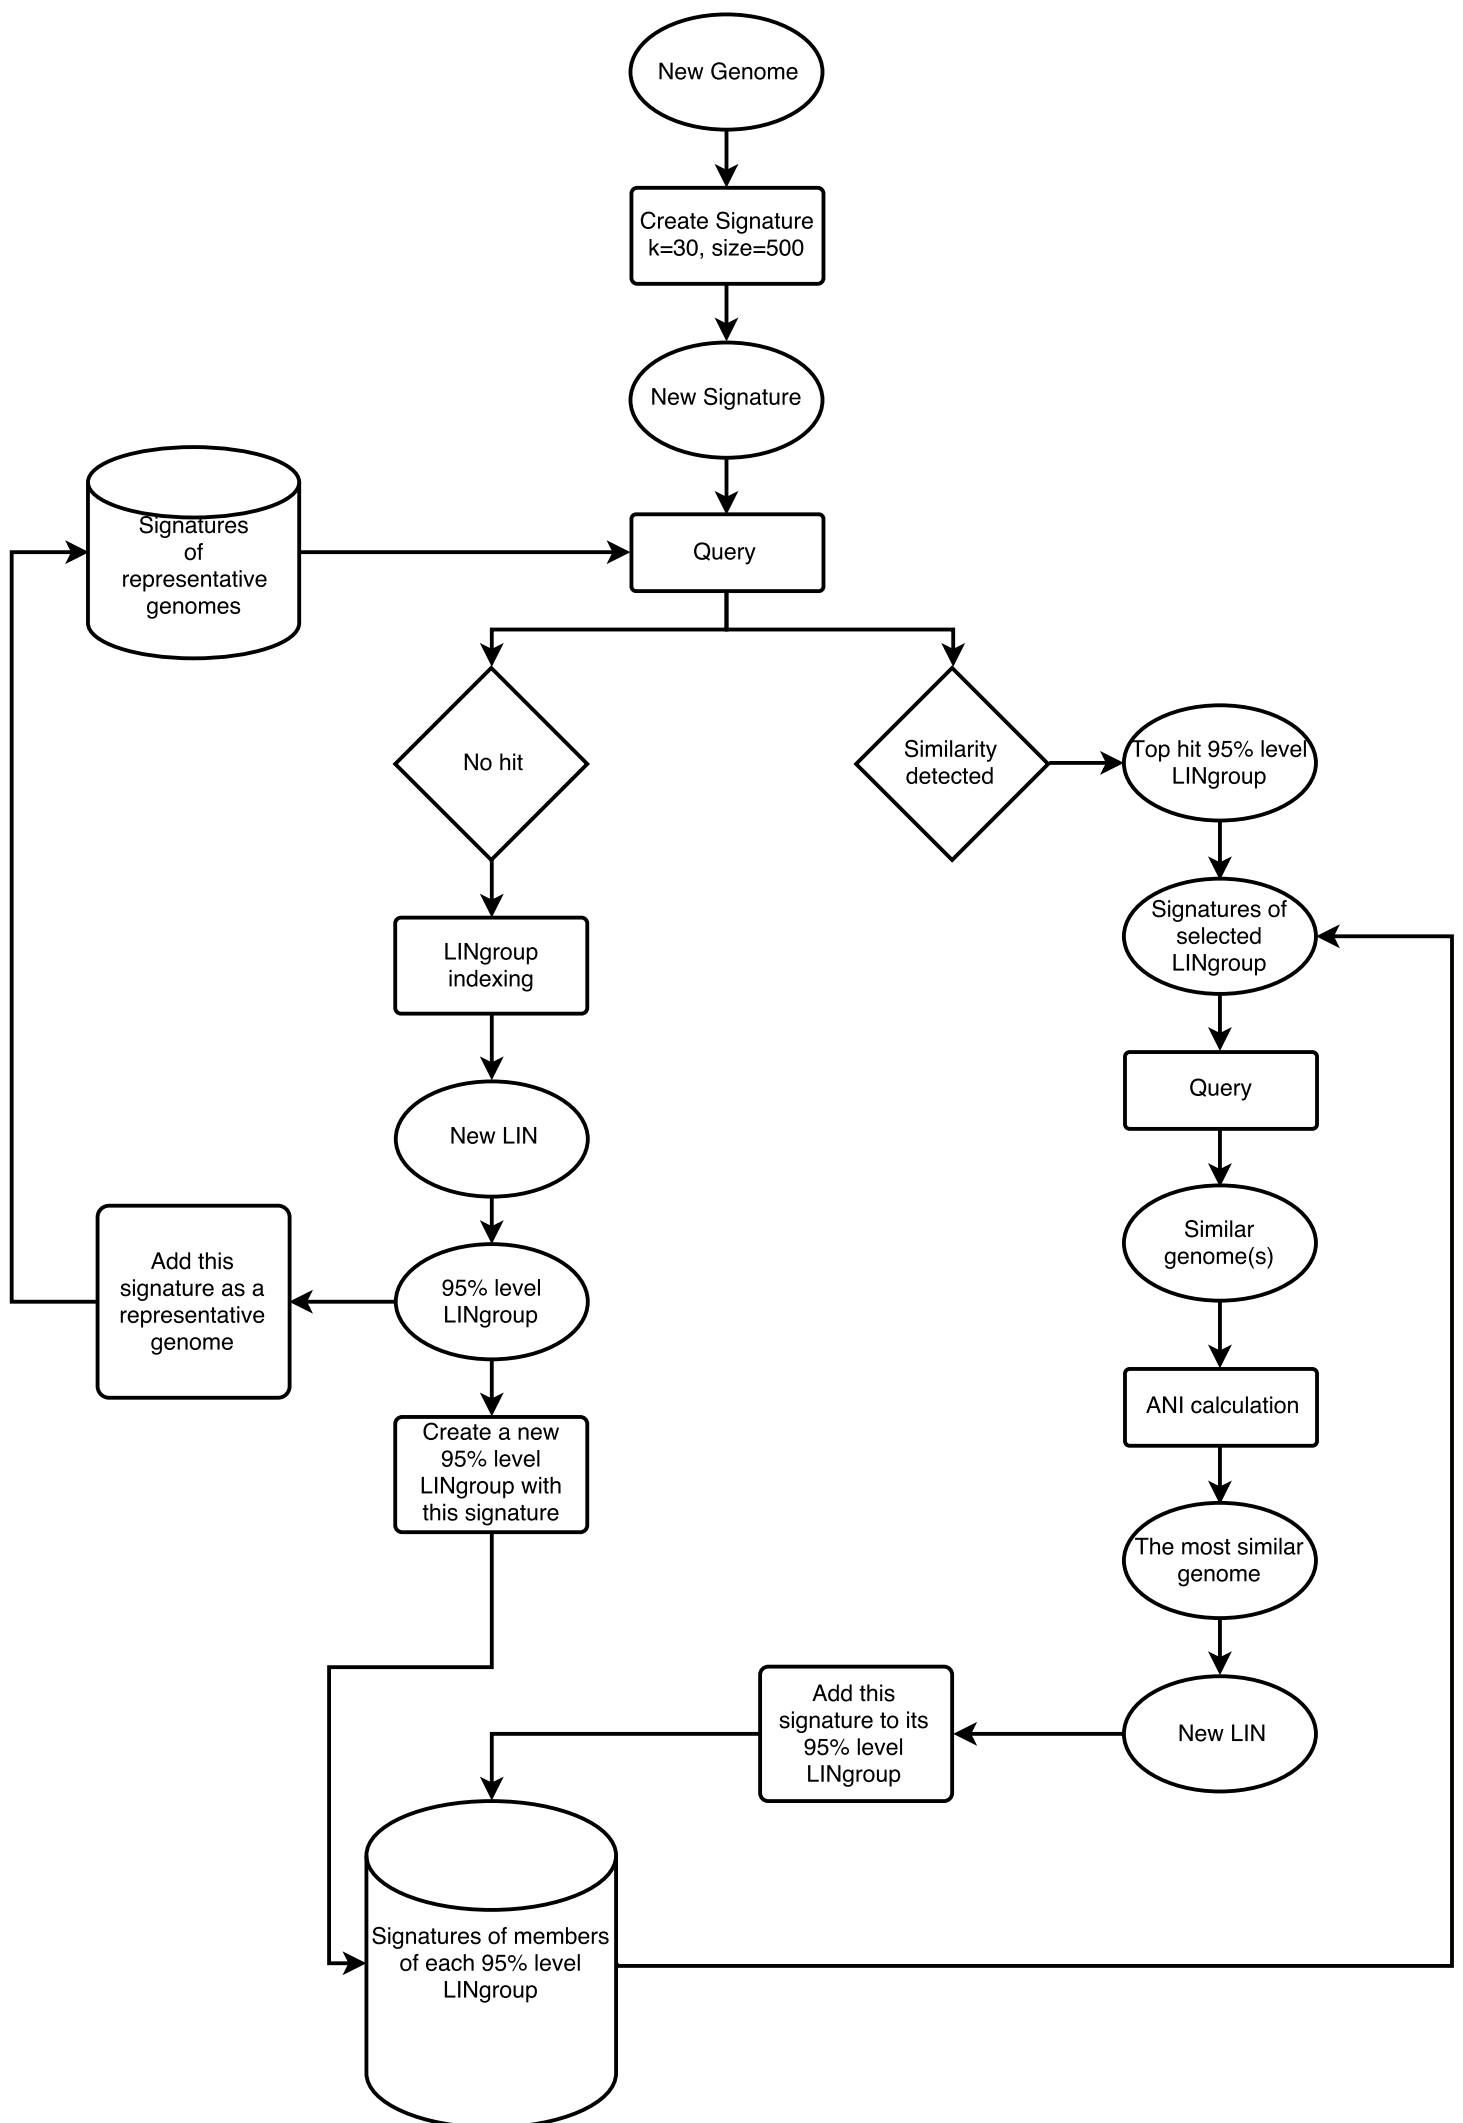 New Genome
Create Signature
k=30, size=500
New Signature
Signatures
of
representative
genomes
Query
No hit
Similarity
detected
Top hit 95% level
LINgroup
LINgroup
indexing
Signatures of
selected
LINgroup
New LIN
Query
Add this
signature as a
representative
genome
95% level
LINgroup
Similar
genome(s)
Create a new
95% level
LINgroup with
this signature
ANI calculation
The most similar
genome
Add this
signature to its
95% level
LINgroup
New LIN
Signatures of members
of each 95% level
LINgroup